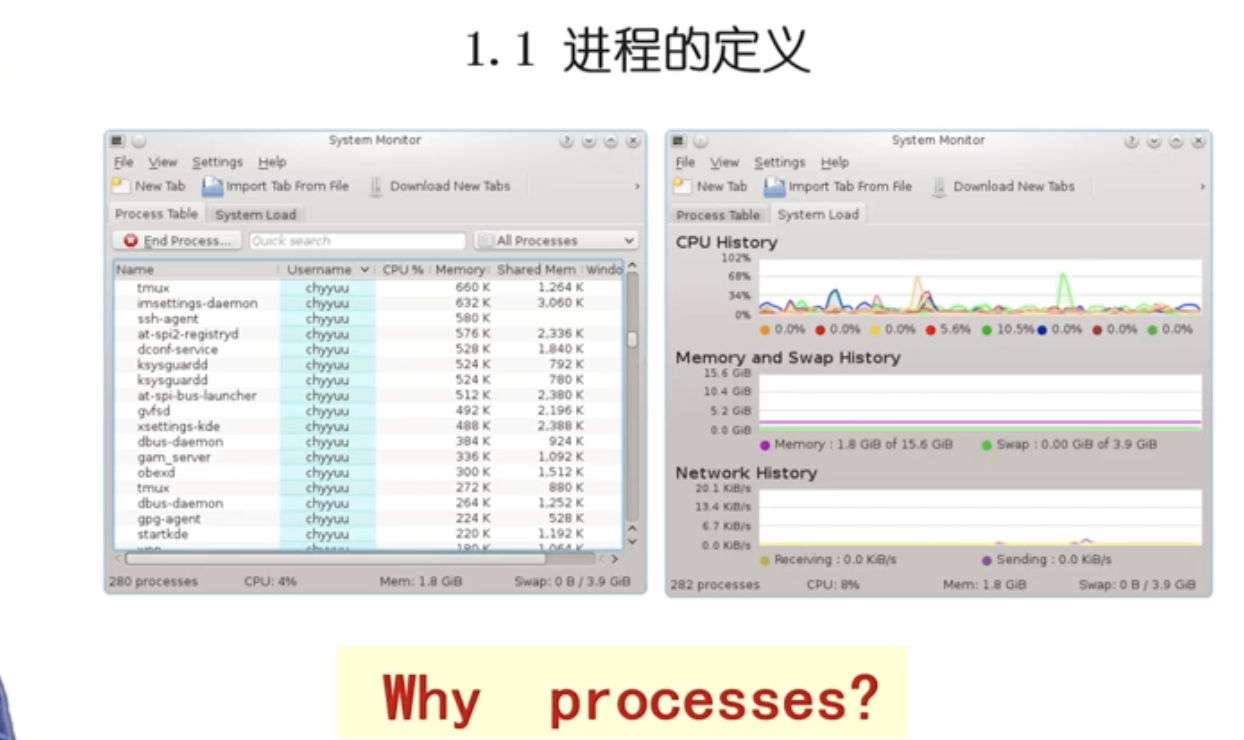 1.1 进程的定义
System Monitor
File View Settings Help
New Tab Import Tab From File Download New Tabs
Process Table System Load
End Process... Quick search All Processes
Name Username CPU % Memory Shared Mem Windo
tmux chyyuu 660 K 1,264 K
imsettings-daemon chyyuu 632 K 3,060 K
ssh-agent chyyuu 580 K
at-spi2-registryd chyyuu 576 K 2,336 K
dconf-service chyyuu 528 K 1,840 K
ksysguardd chyyuu 524 K 792 K
ksysguardd chyyuu 524 K 780 K
at-spi-bus-launcher chyyuu 512 K 2,380 K
gvfsd chyyuu 492 K 2,196 K
xsettings-kde chyyuu 488 K 2,388 K
dbus-daemon chyyuu 384 K 924 K
gam_server chyyuu 336 K 1,092 K
obexd chyyuu 300 K 1,512 K
tmux chyyuu 272 K 880 K
dbus-daemon chyyuu 264 K 1,252 K
gpg-agent chyyuu 224 K 528 K
startkde chyyuu 220 K 1,192 K
chyyuu 180 K 1,064 K
280 processes CPU: 4% Mem: 1.8 GiB Swap: 0 B / 3.9 GiB
System Monitor
File View Settings Help
New Tab Import Tab From File Download New Tabs
Process Table System Load
CPU History
102%
68%
34%
0%
0.0% 0.0% 0.0% 5.6% 10.5% 0.0% 0.0% 0.0%
Memory and Swap History
15.6 GiB
10.4 GiB
5.2 GiB
0.0 GiB
Memory : 1.8 GiB of 15.6 GiB Swap : 0.00 GiB of 3.9 GiB
Network History
20.1 KiB/s
13.4 KiB/s
6.7 KiB/s
0.0 KiB/s
Receiving : 0.0 KiB/s Sending : 0.0 KiB/s
282 processes CPU: 8% Mem: 1.8 GiB Swap: 0 B / 3.9 GiB
Why processes?